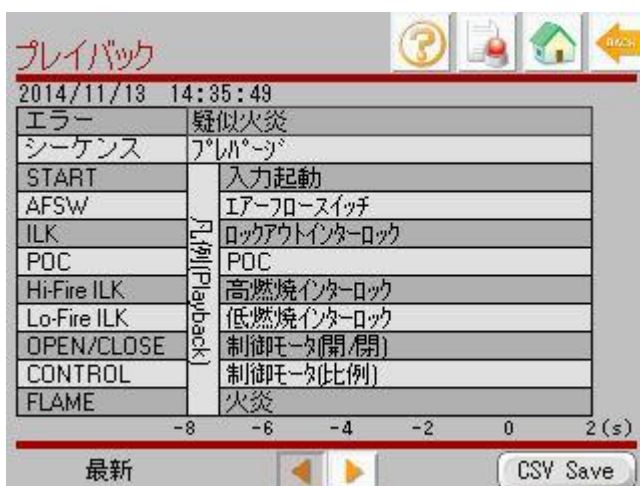 プレイバック
BACK
2014/11/13 14:35:49
エラー 疑似火炎
シーケンス プレパージ
START 入力起動
AFSW エアーフロースイッチ
ILK ロックアウトインターロック
POC POC
Hi-Fire ILK 高燃焼インターロック
Lo-Fire ILK 低燃焼インターロック
OPEN/CLOSE 制御モータ(開/閉)
CONTROL 制御モータ(比例)
FLAME 火炎
凡例(Playback)
-8 -6 -4 -2 0 2(s)
最新 CSV Save